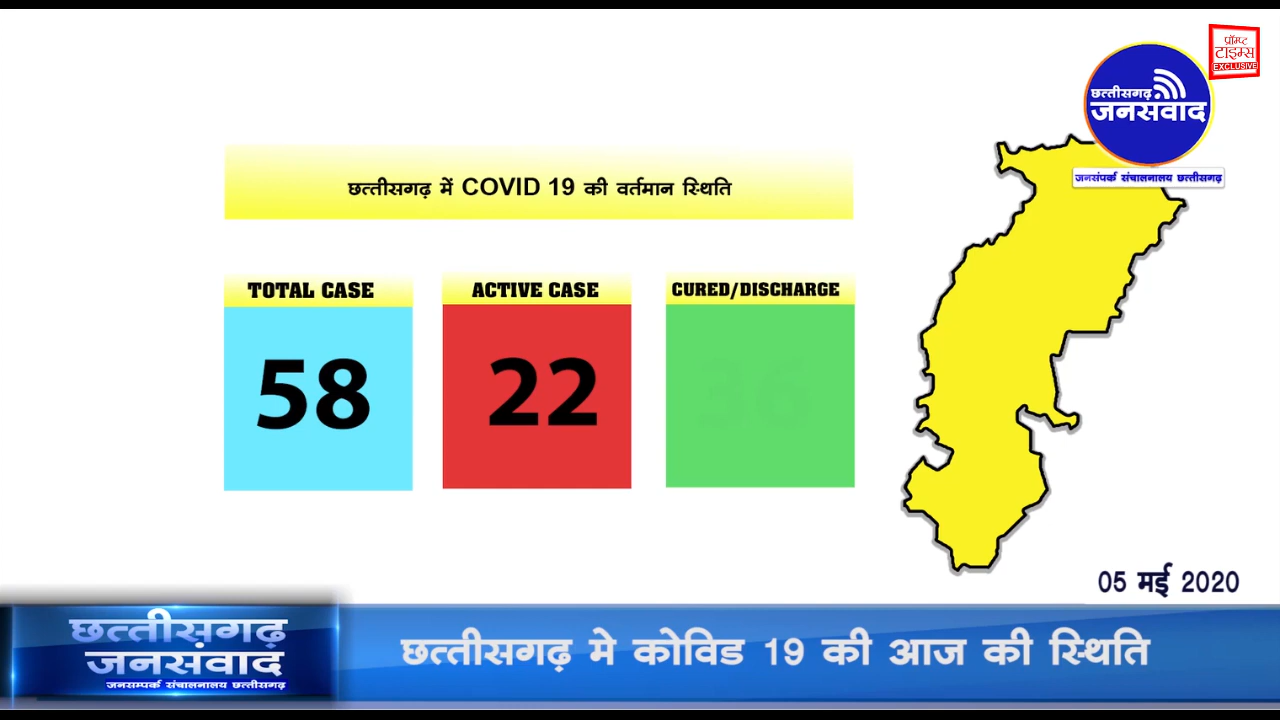 प्रॉम्प्ट
टाइम्स
EXCLUSIVE
छत्तीसगढ़
जनसंवाद
जनसंपर्क संचालनालय छत्तीसगढ़
छत्तीसगढ़ में COVID 19 की वर्तमान स्थिति
TOTAL CASE
ACTIVE CASE
CURED/DISCHARGE
58
22
36
05 मई 2020
छत्तीसगढ़
जनसंवाद
जनसम्पर्क संचालनालय छत्तीसगढ़
छत्तीसगढ़ मे कोविड 19 की आज की स्थिति